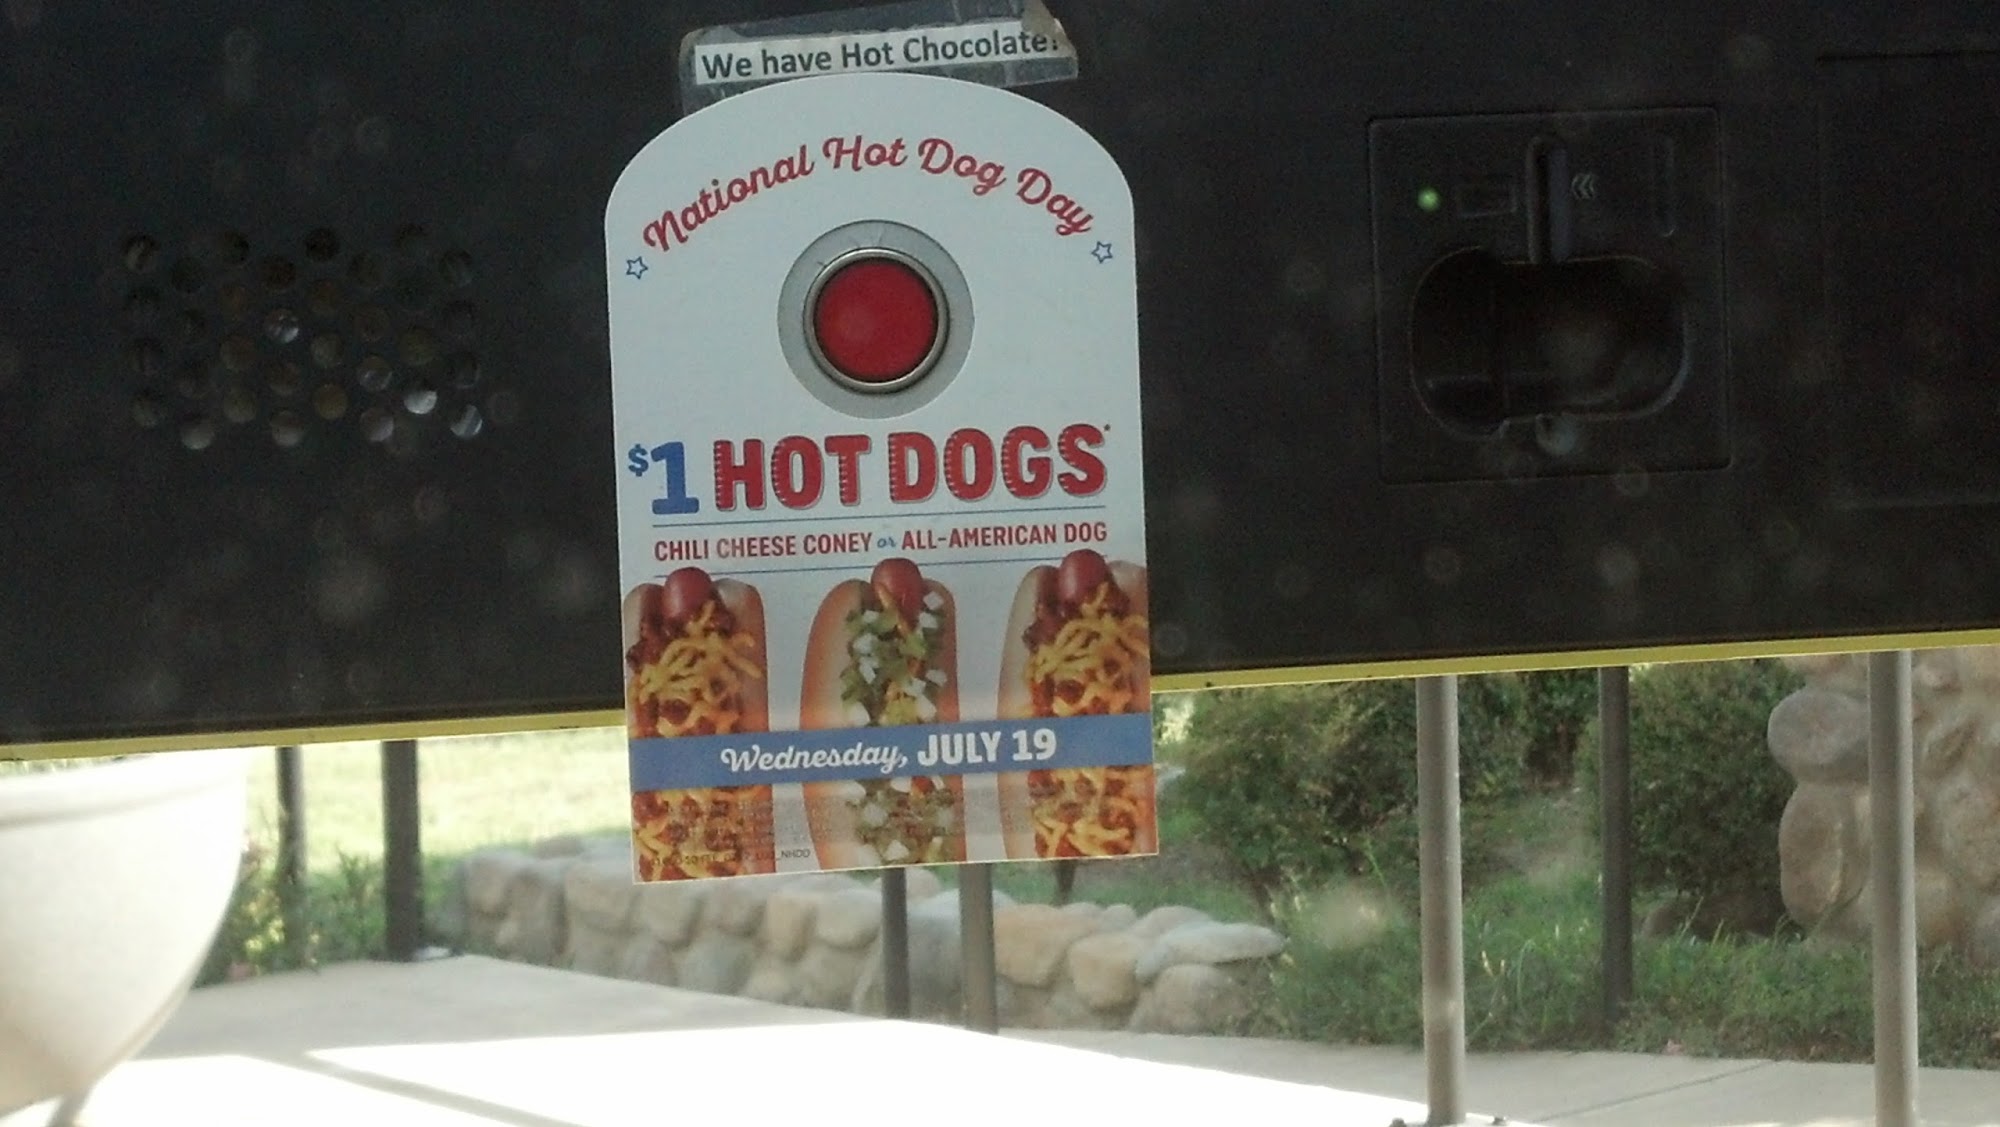 We have Hot Chocolate!
National Hot Dog Day
$1 HOT DOGS*
CHILI CHEESE CONEY or ALL-AMERICAN DOG
Wednesday, JULY 19